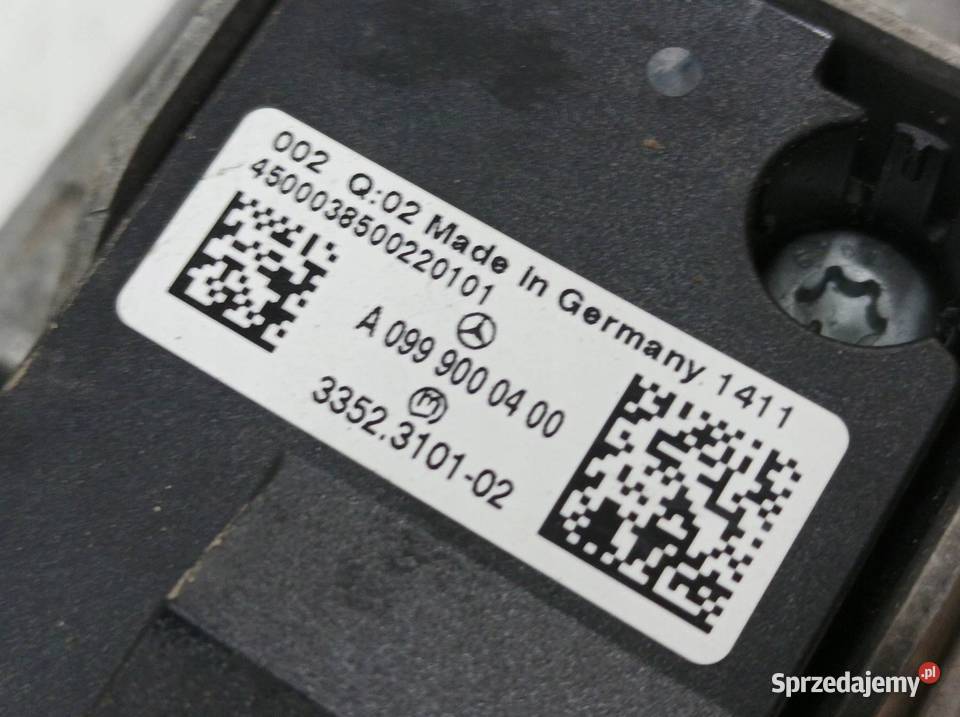 002 Q:02 Made in Germany 1411
4500038500220101
A 099 900 04 00
m
3352.3101-02
Sprzedajemy.pl